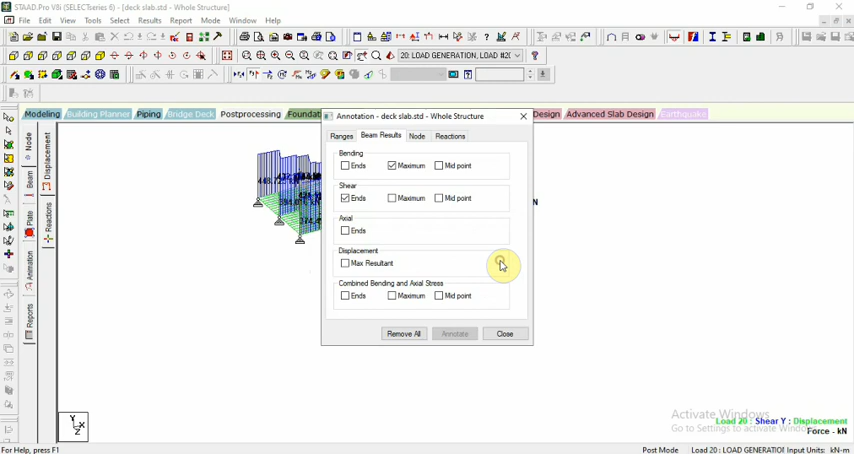 STAAD.Pro V8i (SELECTseries 6) - [deck slab.std - Whole Structure]
File Edit View Tools Select Results Report Mode Window Help
20: LOAD GENERATION, LOAD #2(
Modeling Building Planner Piping Bridge Deck Postprocessing Foundat Design Advanced Slab Design Earthquake
Node
Beam
Plate
Animation
Reports
Displacement
Reactions
Annotation - deck slab.std - Whole Structure
Ranges Beam Results Node Reactions
Bending
Ends Maximum Mid point
Shear
Ends Maximum Mid point
Axial
Ends
Displacement
Max Resultant
Combined Bending and Axial Stress
Ends Maximum Mid point
Remove All Annotate Close
N
Y
X
Z
Activate Windows
Go to Settings to activate Windows.
Load 20 : Shear Y : Displacement
Force - kN
For Help, press F1
Post Mode Load 20 : LOAD GENERATION Input Units: kN-m